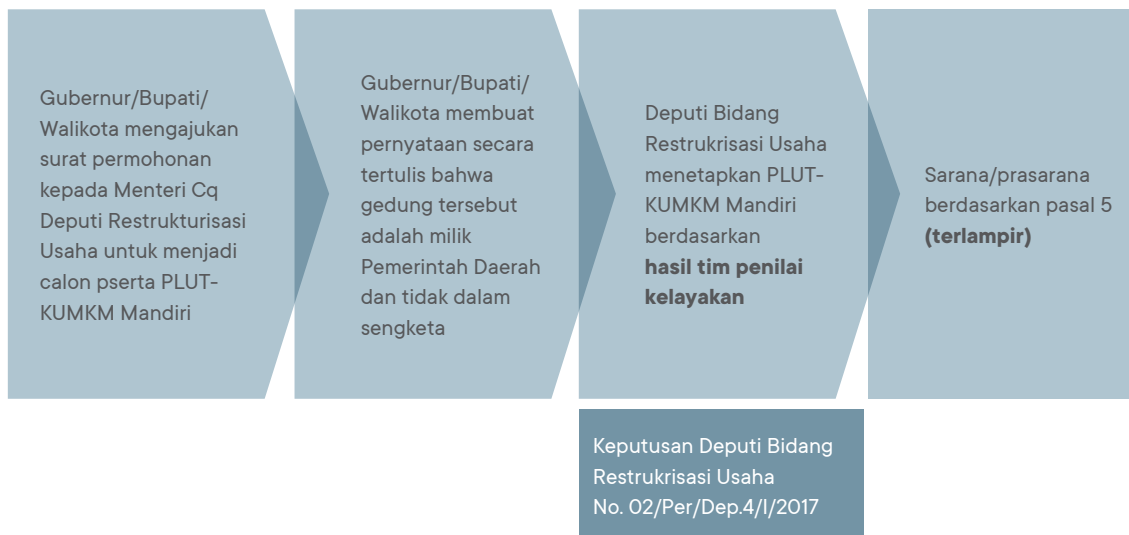 Gubernur/Bupati/
Walikota mengajukan
surat permohonan
kepada Menteri Cq
Deputi Restrukturisasi
Usaha untuk menjadi
calon pserta PLUT-
KUMKM Mandiri
Gubernur/Bupati/
Walikota membuat
pernyataan secara
tertulis bahwa
gedung tersebut
adalah milik
Pemerintah Daerah
dan tidak dalam
sengketa
Deputi Bidang
Restrukrisasi Usaha
menetapkan PLUT-
KUMKM Mandiri
berdasarkan
hasil tim penilai
kelayakan
Sarana/prasarana
berdasarkan pasal 5
(terlampir)
Keputusan Deputi Bidang
Restrukrisasi Usaha
No. 02/Per/Dep.4/I/2017